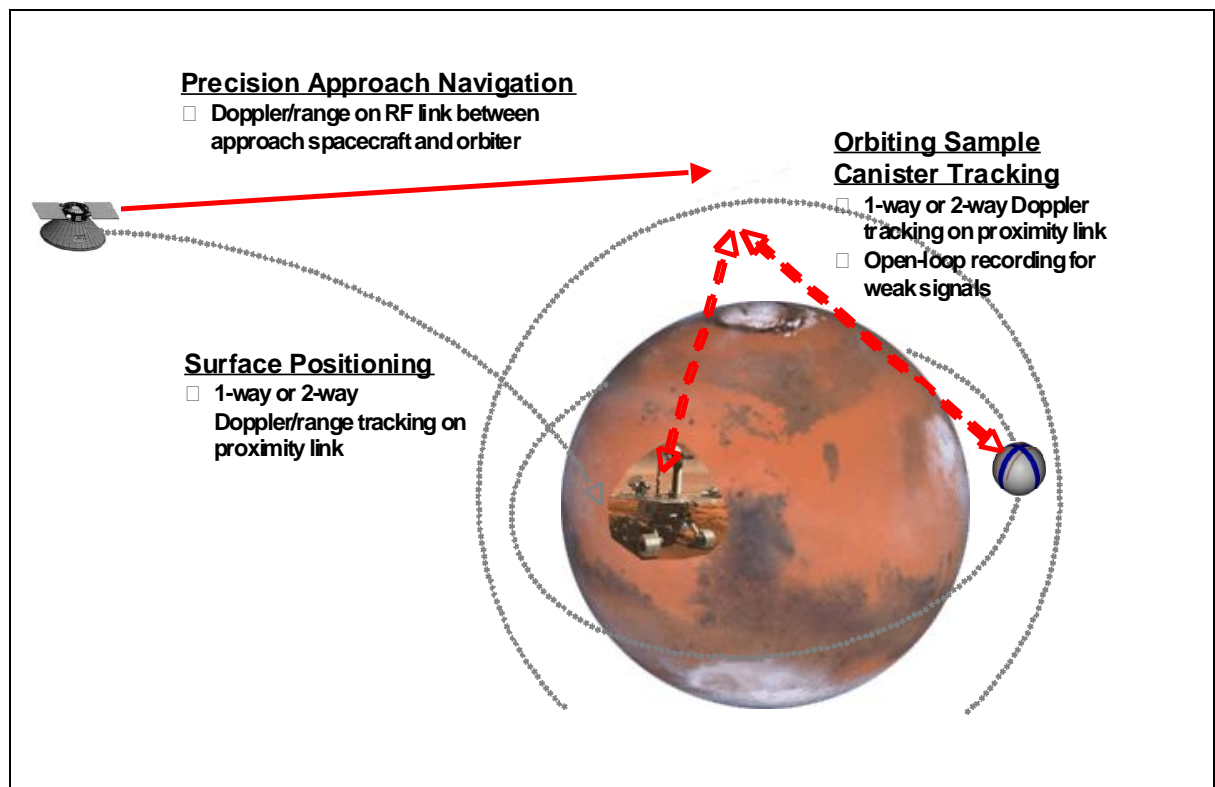 Precision Approach Navigation
□ Doppler/range on RF link between
approach spacecraft and orbiter
Orbiting Sample
Canister Tracking
□ 1-way or 2-way Doppler
tracking on proximity link
□ Open-loop recording for
weak signals
Surface Positioning
□ 1-way or 2-way
Doppler/range tracking on
proximity link